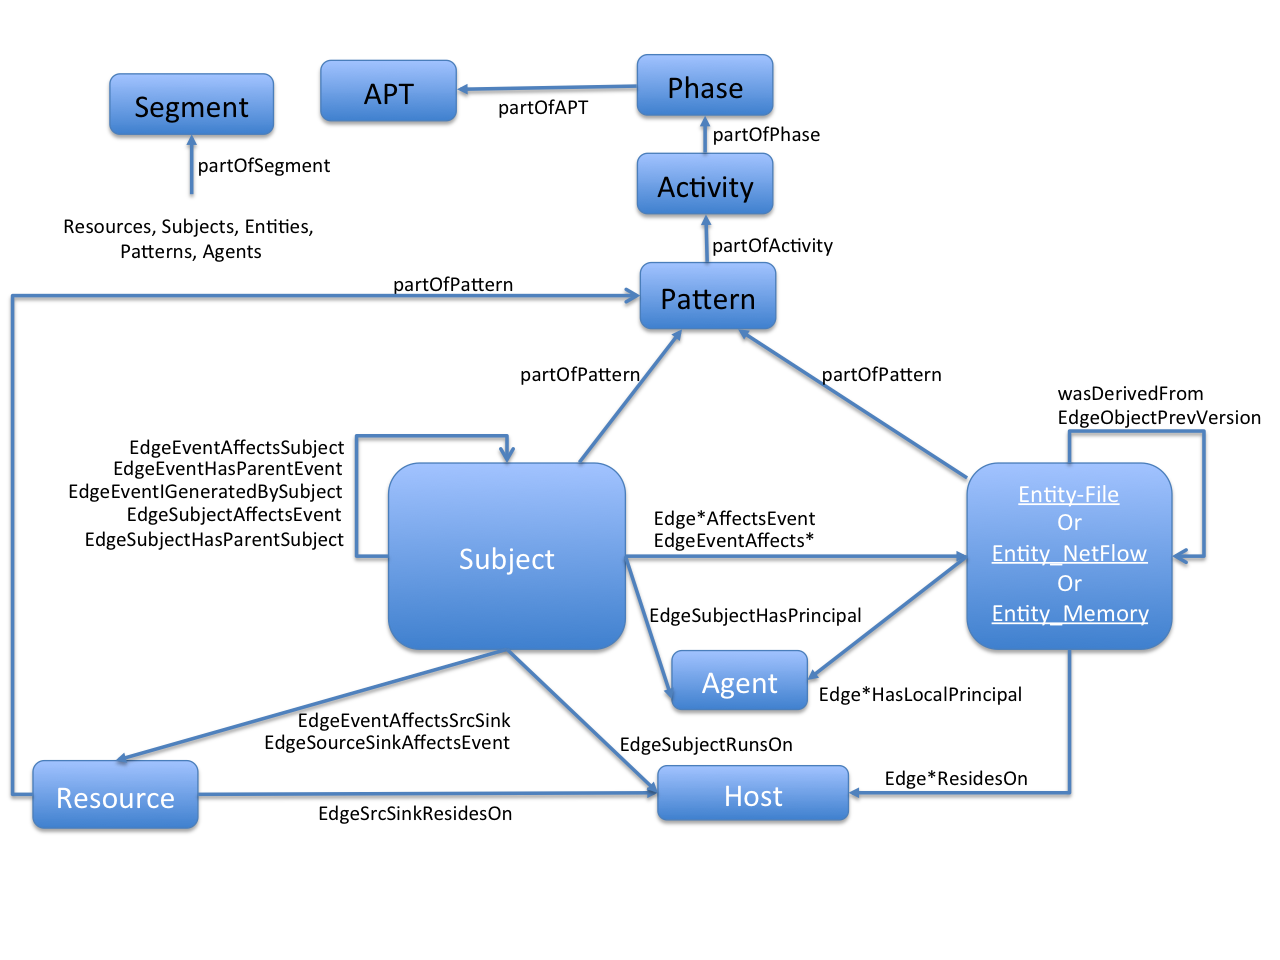 Segment
APT
Phase
partOfAPT
partOfPhase
partOfSegment
Activity
Resources, Subjects, Entities,
Patterns, Agents
partOfActivity
partOfPattern
Pattern
partOfPattern
partOfPattern
wasDerivedFrom
EdgeObjectPrevVersion
EdgeEventAffectsSubject
EdgeEventHasParentEvent
EdgeEventIGeneratedBySubject
EdgeSubjectAffectsEvent
EdgeSubjectHasParentSubject
Subject
Edge*AffectsEvent
EdgeEventAffects*
Entity-File
Or
Entity_NetFlow
Or
Entity_Memory
EdgeSubjectHasPrincipal
Agent
Edge*HasLocalPrincipal
EdgeEventAffectsSrcSink
EdgeSourceSinkAffectsEvent
EdgeSubjectRunsOn
Resource
Host
Edge*ResidesOn
EdgeSrcSinkResidesOn